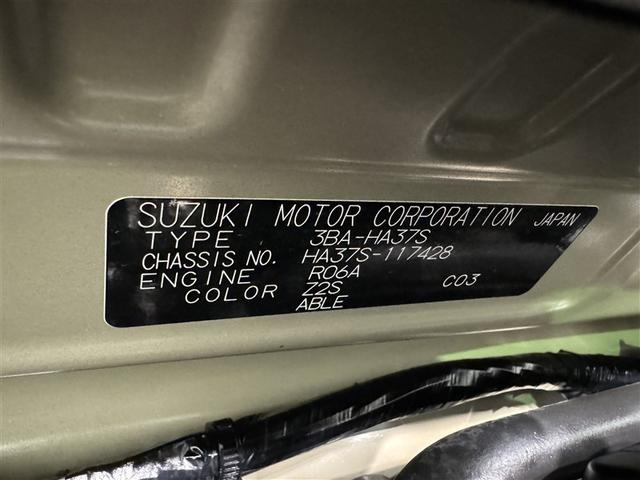 SUZUKI MOTOR CORPORATION JAPAN
TYPE 3BA-HA37S
CHASSIS NO. HA37S-117428
ENGINE R06A
COLOR Z2S C03
ABLE